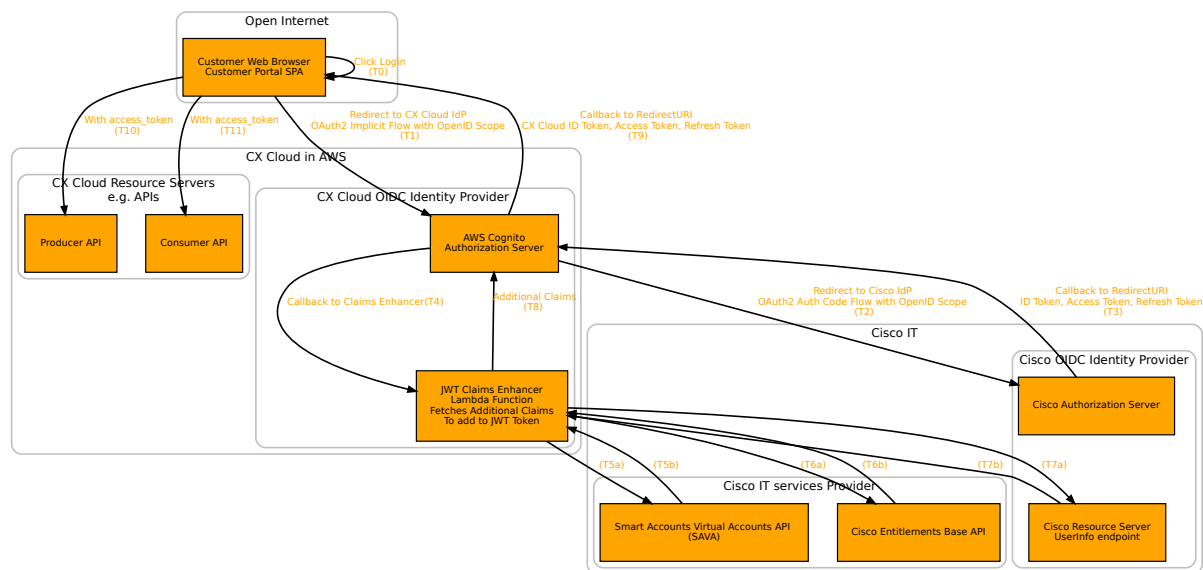 Open Internet
Customer Web Browser
Customer Portal SPA
Click Login
(T0)
With access_token
(T10)
With access_token
(T11)
Redirect to CX Cloud IdP
OAuth2 Implicit Flow with OpenID Scope
(T1)
Callback to RedirectURI
CX Cloud ID Token, Access Token, Refresh Token
(T9)
CX Cloud in AWS
CX Cloud Resource Servers
e.g. APIs
Producer API
Consumer API
CX Cloud OIDC Identity Provider
AWS Cognito
Authorization Server
Callback to Claims Enhancer(T4)
Additional Claims
(T8)
Redirect to Cisco IdP
OAuth2 Auth Code Flow with OpenID Scope
(T2)
Callback to RedirectURI
ID Token, Access Token, Refresh Token
(T3)
JWT Claims Enhancer
Lambda Function
Fetches Additional Claims
To add to JWT Token
Cisco IT
Cisco OIDC Identity Provider
Cisco Authorization Server
(T5a)
(T5b)
(T6a)
(T6b)
(T7b)
(T7a)
Cisco IT services Provider
Smart Accounts Virtual Accounts API
(SAVA)
Cisco Entitlements Base API
Cisco Resource Server
UserInfo endpoint